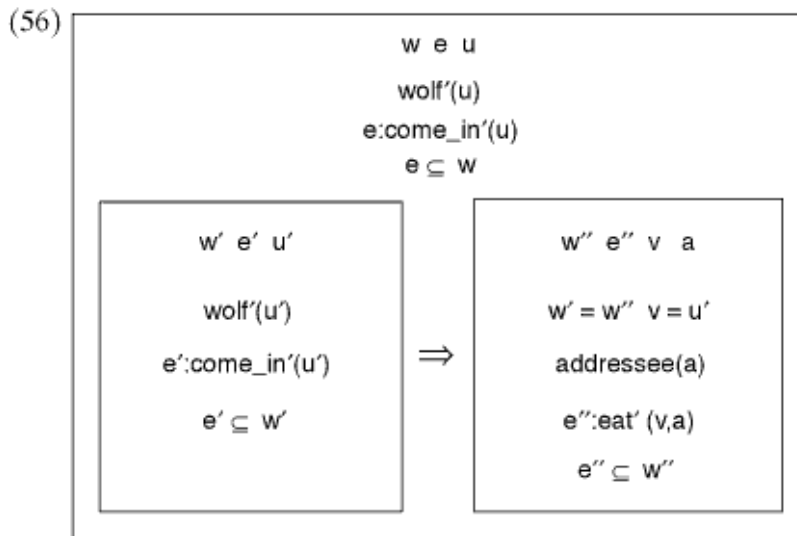 (56)
w e u
wolf′(u)
e:come_in′(u)
e ⊆ w
w′ e′ u′
wolf′(u′)
e′:come_in′(u′)
e′ ⊆ w′
⇒
w″ e″ v a
w′ = w″ v = u′
addressee(a)
e″:eat′ (v,a)
e″ ⊆ w″